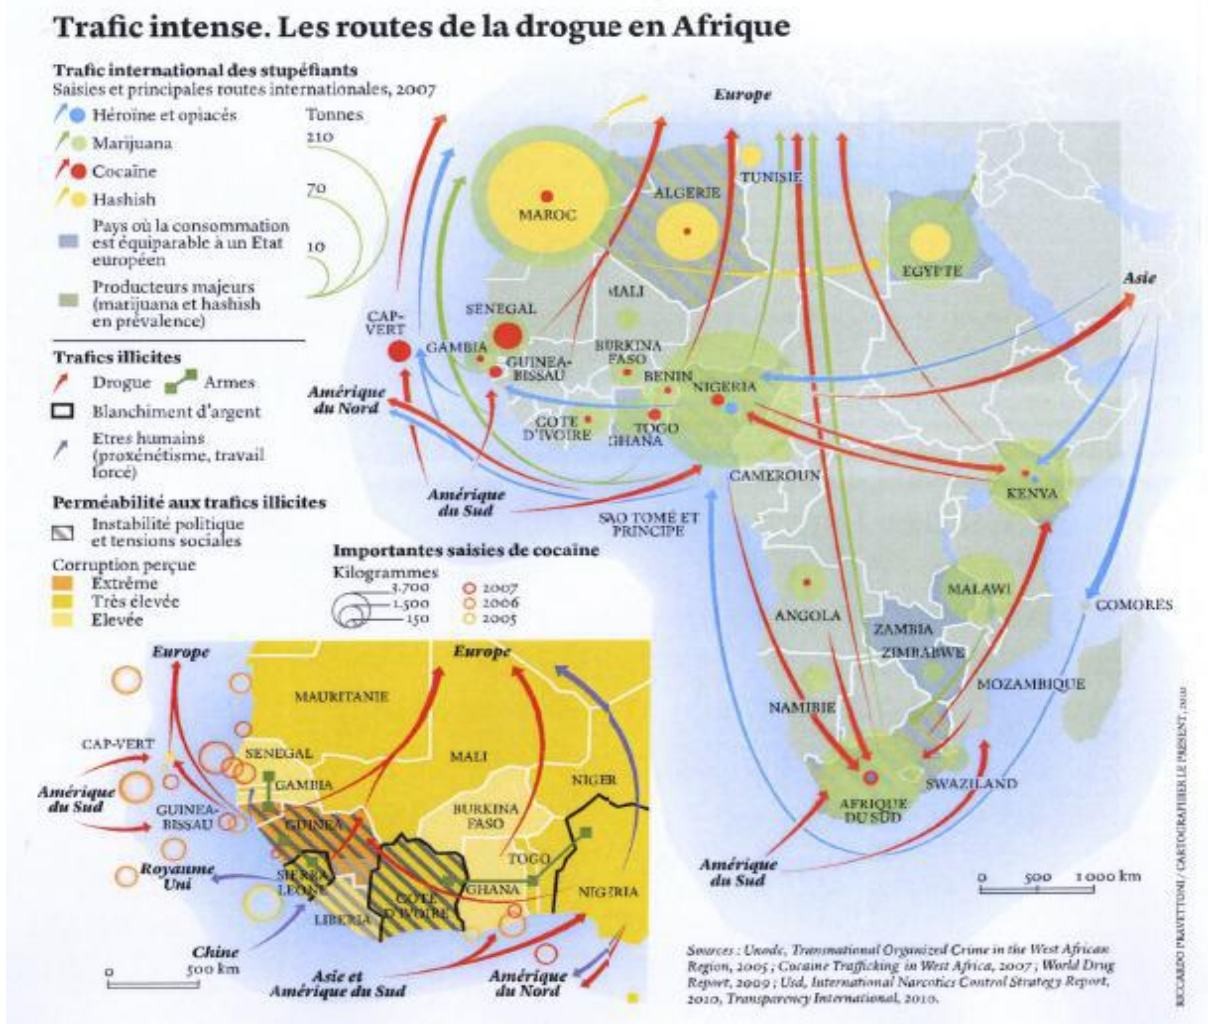 Trafic intense. Les routes de la drogue en Afrique
Trafic international des stupéfiants
Saisies et principales routes internationales, 2007
Héroïne et opiacés
Marijuana
Cocaïne
Hashish
Pays où la consommation
est équiparable à un Etat
européen
Producteurs majeurs
(marijuana et hashish
en prévalence)
Tonnes
210
70
10
Trafics illicites
Drogue
Armes
Blanchiment d'argent
Etres humains
(proxénétisme, travail
forcé)
Perméabilité aux trafics illicites
Instabilité politique
et tensions sociales
Corruption perçue
Extrême
Très élevée
Elevée
Importantes saisies de cocaïne
Kilogrammes
3.700
1.500
150
2007
2006
2005
Europe
MAROC
ALGERIE
TUNISIE
EGYPTE
Asie
MALI
SENEGAL
CAP-
VERT
GAMBIA
GUINEA-
BISSAU
BURKINA
FASO
BENIN
NIGERIA
Amérique
du Nord
COTE
D'IVOIRE
TOGO
GHANA
CAMEROUN
KENYA
Amérique
du Sud
SAO TOMÉ ET
PRINCIPE
ANGOLA
MALAWI
COMORES
ZAMBIA
ZIMBABWE
MOZAMBIQUE
NAMIBIE
SWAZILAND
AFRIQUE
DU SUD
Amérique
du Sud
0 500 1 000 km
Europe
Europe
MAURITANIE
CAP-VERT
SENEGAL
MALI
GAMBIA
NIGER
Amérique
du Sud
GUINEA-
BISSAU
GUINEA
BURKINA
FASO
Royaume
Uni
SIERRA
LEONE
TOGO
GHANA
NIGERIA
COTE
D'IVOIRE
LIBERIA
Chine
0 500 km
Asie et
Amérique du Sud
Amérique
du Nord
Sources : Unodc, Transnational Organized Crime in the West African
Region, 2005 ; Cocaine Trafficking in West Africa, 2007 ; World Drug
Report, 2009 ; Usd, International Narcotics Control Strategy Report,
2010, Transparency International, 2010.
RICCARDO PRAVETTONI / CARTOGRAPHIER LE PRESENT, 2010